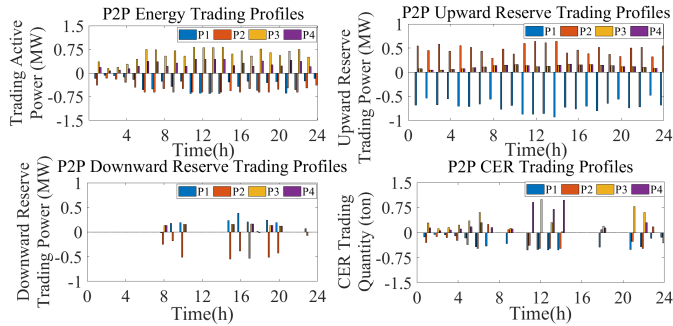 P2P Energy Trading Profiles
P1 P2 P3 P4
Trading Active
Power (MW)
1.5
0.75
0
-0.75
-1.5
4 8 12 16 20 24
Time(h)
P2P Upward Reserve Trading Profiles
P1 P2 P3 P4
Upward Reserve
Trading Power (MW)
1
0.5
0
-0.5
-1
0 4 8 12 16 20 24
Time(h)
P2P Downward Reserve Trading Profiles
P1 P2 P3 P4
Downward Reserve
Trading Power (MW)
1
0.5
0
-0.5
-1
0 4 8 12 16 20 24
Time(h)
P2P CER Trading Profiles
P1 P2 P3 P4
CER Trading
Quantity (ton)
1.5
0.75
0
-0.75
-1.5
0 4 8 12 16 20 24
Time(h)